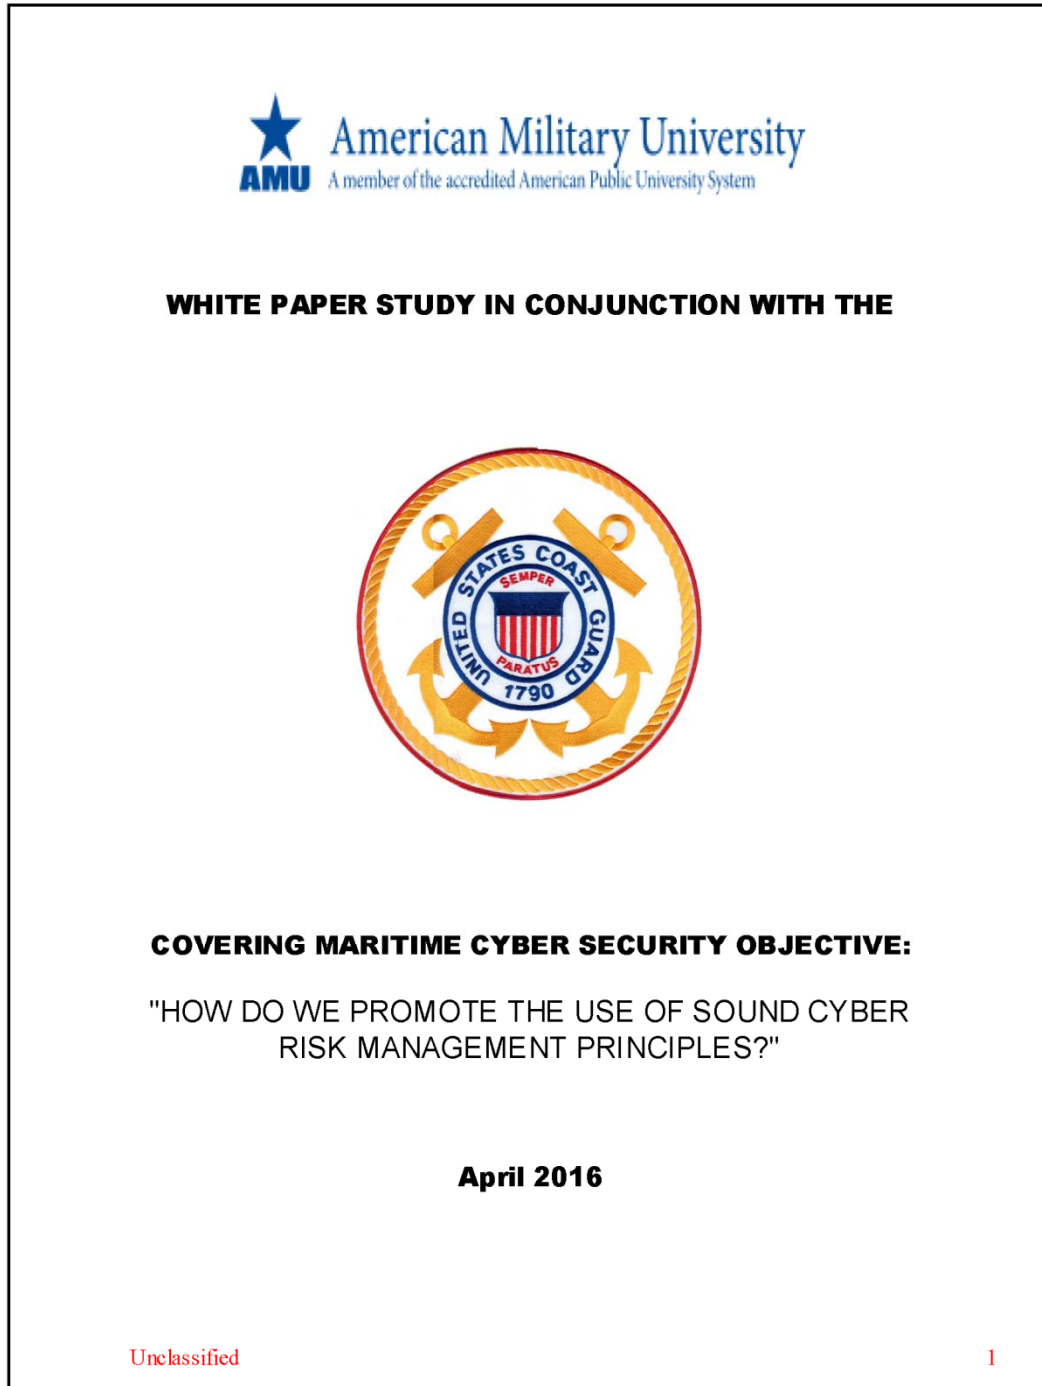 American Military University
AMU
A member of the accredited American Public University System
WHITE PAPER STUDY IN CONJUNCTION WITH THE
UNITED STATES COAST GUARD
SEMPER
PARATUS
1790
COVERING MARITIME CYBER SECURITY OBJECTIVE:
"HOW DO WE PROMOTE THE USE OF SOUND CYBER
RISK MANAGEMENT PRINCIPLES?"
April 2016
Unclassified
1